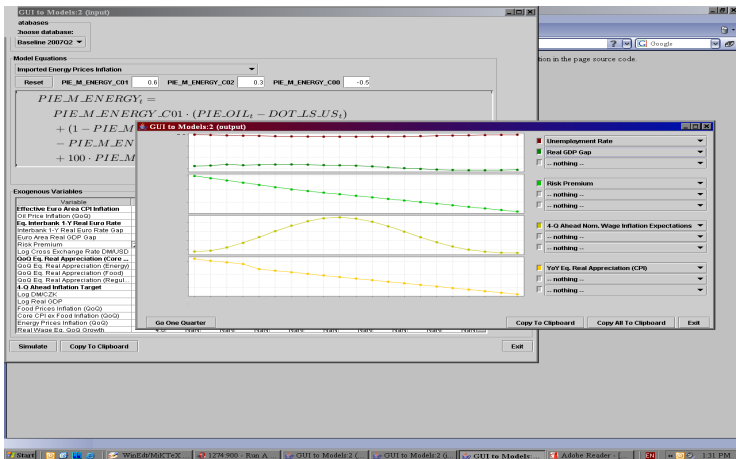 GUI to Models:2 (input)
atabases
Choose database:
Baseline 2007Q2
Model Equations
Imported Energy Prices Inflation
Reset PIE_M_ENERGY_C01 0.6 PIE_M_ENERGY_C02 0.3 PIE_M_ENERGY_C00 -0.5
PIE_M_ENERGY_t =
PIE_M_ENERGY_C01 · (PIE_OIL_t − DOT_LS_US_t)
+ (1 − PIE_M
− PIE_M_EN
+ 100 · PIE_M
Exogenous Variables
Variable
Effective Euro Area CPI Inflation
Oil Price Inflation (QoQ)
Eq. Interbank 1-Y Real Euro Rate
Interbank 1-Y Real Euro Rate Gap
Euro Area Real GDP Gap
Risk Premium
Log Cross Exchange Rate DM/USD
QoQ Eq. Real Appreciation (Core ...
QoQ Eq. Real Appreciation (Energy)
QoQ Eq. Real Appreciation (Food)
QoQ Eq. Real Appreciation (Regul...
4-Q Ahead Inflation Target
Log DM/CZK
Log Real GDP
Food Prices Inflation (QoQ)
Core CPI ex Food Inflation (QoQ)
Energy Prices Inflation (QoQ)
Real Wage Eq. QoQ Growth
Simulate Copy To Clipboard Exit
GUI to Models:2 (output)
Unemployment Rate
Real GDP Gap
-- nothing --
Risk Premium
-- nothing --
-- nothing --
4-Q Ahead Nom. Wage Inflation Expectations
-- nothing --
-- nothing --
YoY Eq. Real Appreciation (CPI)
-- nothing --
-- nothing --
Go One Quarter Copy To Clipboard Copy All To Clipboard Exit
Google
tion in the page source code.
Start WinEdt/MiKTeX 1274:900 - Run A... GUI to Models:2 ( GUI to Models:2 (i... GUI to Models:... Adobe Reader - [ EN 1:31 PM